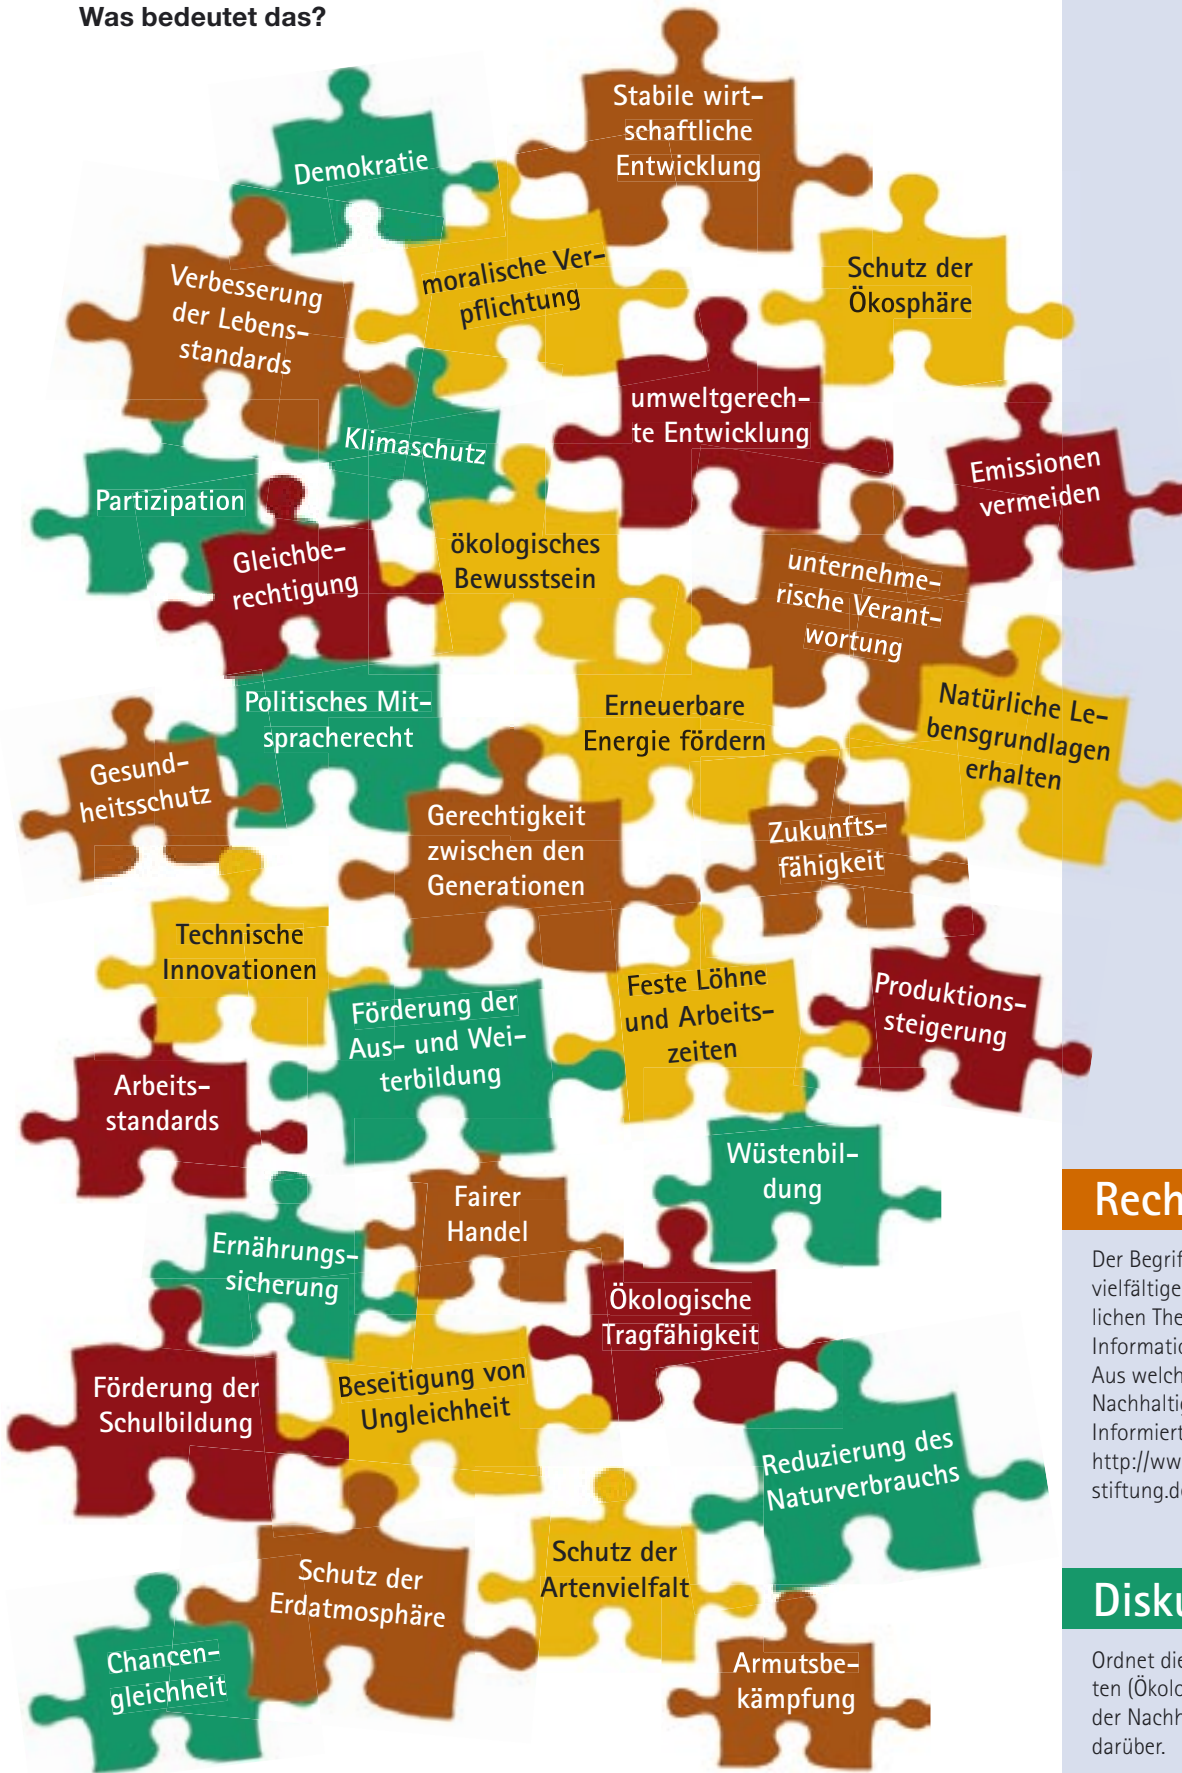 Was bedeutet das?
Stabile wirt-
schaftliche
Entwicklung
Demokratie
moralische Ver-
pflichtung
Schutz der
Ökosphäre
Verbesserung
der Lebens-
standards
umweltgerech-
te Entwicklung
Klimaschutz
Emissionen
vermeiden
Partizipation
Gleichbe-
rechtigung
ökologisches
Bewusstsein
unternehme-
rische Verant-
wortung
Politisches Mit-
spracherecht
Erneuerbare
Energie fördern
Natürliche Le-
bensgrundlagen
erhalten
Gesund-
heitsschutz
Gerechtigkeit
zwischen den
Generationen
Zukunfts-
fähigkeit
Technische
Innovationen
Förderung der
Aus- und Wei-
terbildung
Feste Löhne
und Arbeits-
zeiten
Produktions-
steigerung
Arbeits-
standards
Wüstenbil-
dung
Fairer
Handel
Ernährungs-
sicherung
Ökologische
Tragfähigkeit
Förderung der
Schulbildung
Beseitigung von
Ungleichheit
Reduzierung des
Naturverbrauchs
Schutz der
Erdatmosphäre
Schutz der
Artenvielfalt
Chancen-
gleichheit
Armutsbe-
kämpfung
Rech
Der Begrif
vielfältige
lichen The
Informatio
Aus welch
Nachhaltig
Informiert
http://ww
stiftung.de
Disku
Ordnet die
ten (Ökolo
der Nachh
darüber.